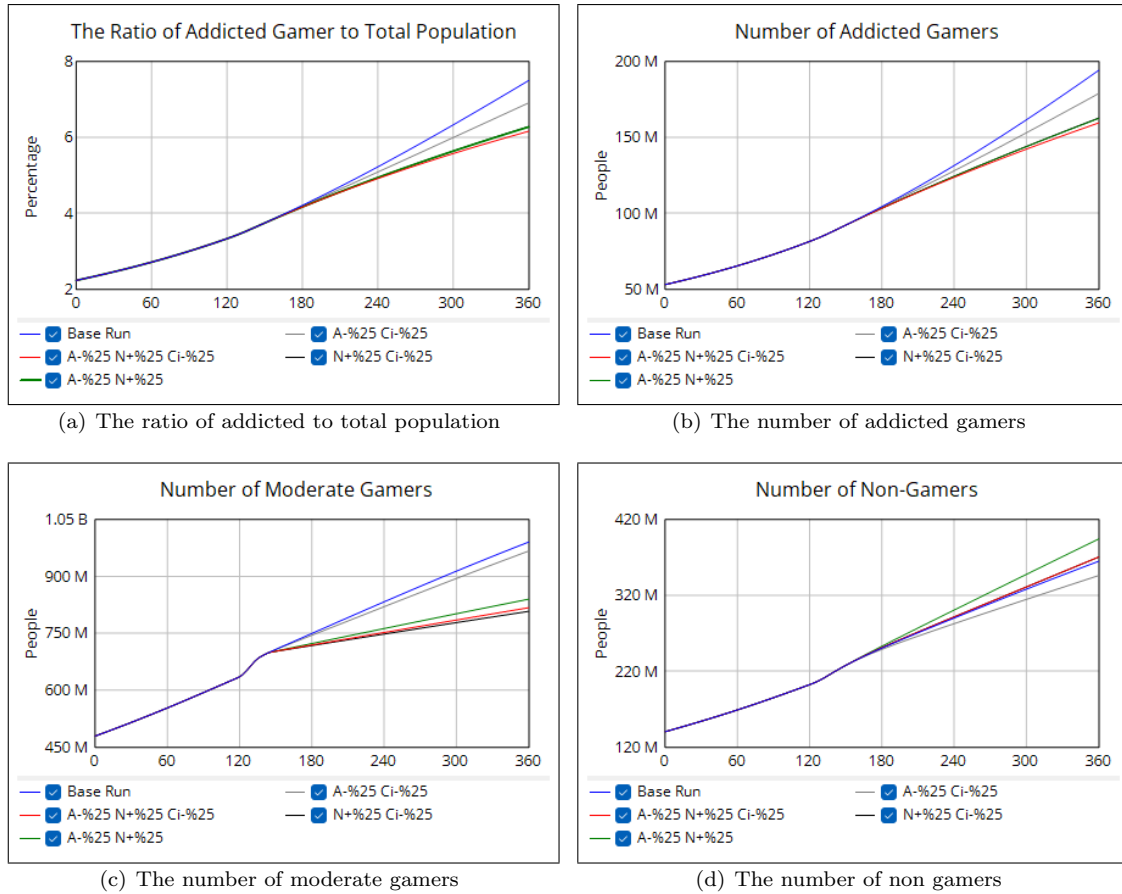 The Ratio of Addicted Gamer to Total Population
8
6
4
2
Percentage
0 60 120 180 240 300 360
Base Run A-%25 Ci-%25
A-%25 N+%25 Ci-%25 N+%25 Ci-%25
A-%25 N+%25
(a) The ratio of addicted to total population
Number of Addicted Gamers
200 M
150 M
100 M
50 M
People
0 60 120 180 240 300 360
Base Run A-%25 Ci-%25
A-%25 N+%25 Ci-%25 N+%25 Ci-%25
A-%25 N+%25
(b) The number of addicted gamers
Number of Moderate Gamers
1.05 B
900 M
750 M
600 M
450 M
People
0 60 120 180 240 300 360
Base Run A-%25 Ci-%25
A-%25 N+%25 Ci-%25 N+%25 Ci-%25
A-%25 N+%25
(c) The number of moderate gamers
Number of Non-Gamers
420 M
320 M
220 M
120 M
People
0 60 120 180 240 300 360
Base Run A-%25 Ci-%25
A-%25 N+%25 Ci-%25 N+%25 Ci-%25
A-%25 N+%25
(d) The number of non gamers